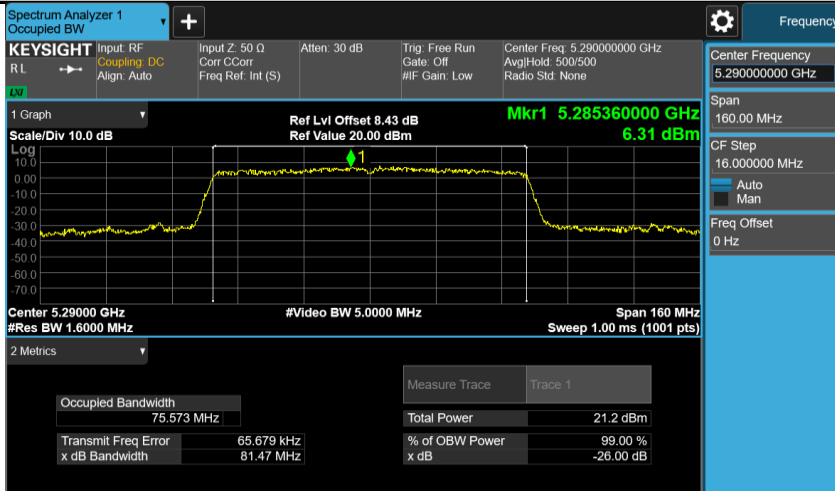 Spectrum Analyzer 1
Occupied BW
+
Frequency
KEYSIGHT
RL
LXI
Input: RF
Coupling: DC
Align: Auto
Input Z: 50 Ω
Corr CCorr
Freq Ref: Int (S)
Atten: 30 dB
Trig: Free Run
Gate: Off
#IF Gain: Low
Center Freq: 5.290000000 GHz
Avg|Hold: 500/500
Radio Std: None
Center Frequency
5.290000000 GHz
Span
160.00 MHz
CF Step
16.000000 MHz
Auto
Man
Freq Offset
0 Hz
1 Graph
Scale/Div 10.0 dB
Ref Lvl Offset 8.43 dB
Ref Value 20.00 dBm
Mkr1 5.285360000 GHz
6.31 dBm
Log
10.0
0.00
-10.0
-20.0
-30.0
-40.0
-50.0
-60.0
-70.0
1
Center 5.29000 GHz
#Res BW 1.6000 MHz
#Video BW 5.0000 MHz
Span 160 MHz
Sweep 1.00 ms (1001 pts)
2 Metrics
Measure Trace
Trace 1
Occupied Bandwidth
75.573 MHz
Total Power
21.2 dBm
Transmit Freq Error
65.679 kHz
% of OBW Power
99.00 %
x dB Bandwidth
81.47 MHz
x dB
-26.00 dB